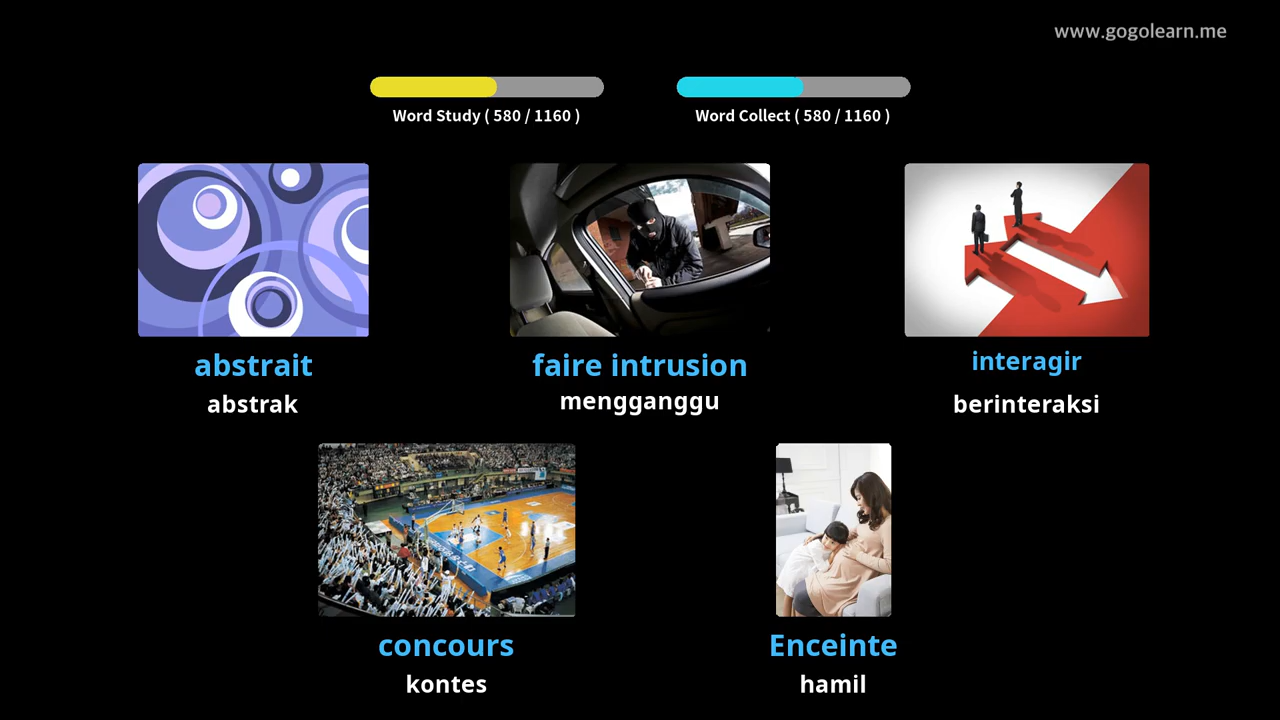 www.gogolearn.me
Word Study ( 580 / 1160 )
Word Collect ( 580 / 1160 )
abstrait
abstrak
faire intrusion
mengganggu
interagir
berinteraksi
concours
kontes
Enceinte
hamil